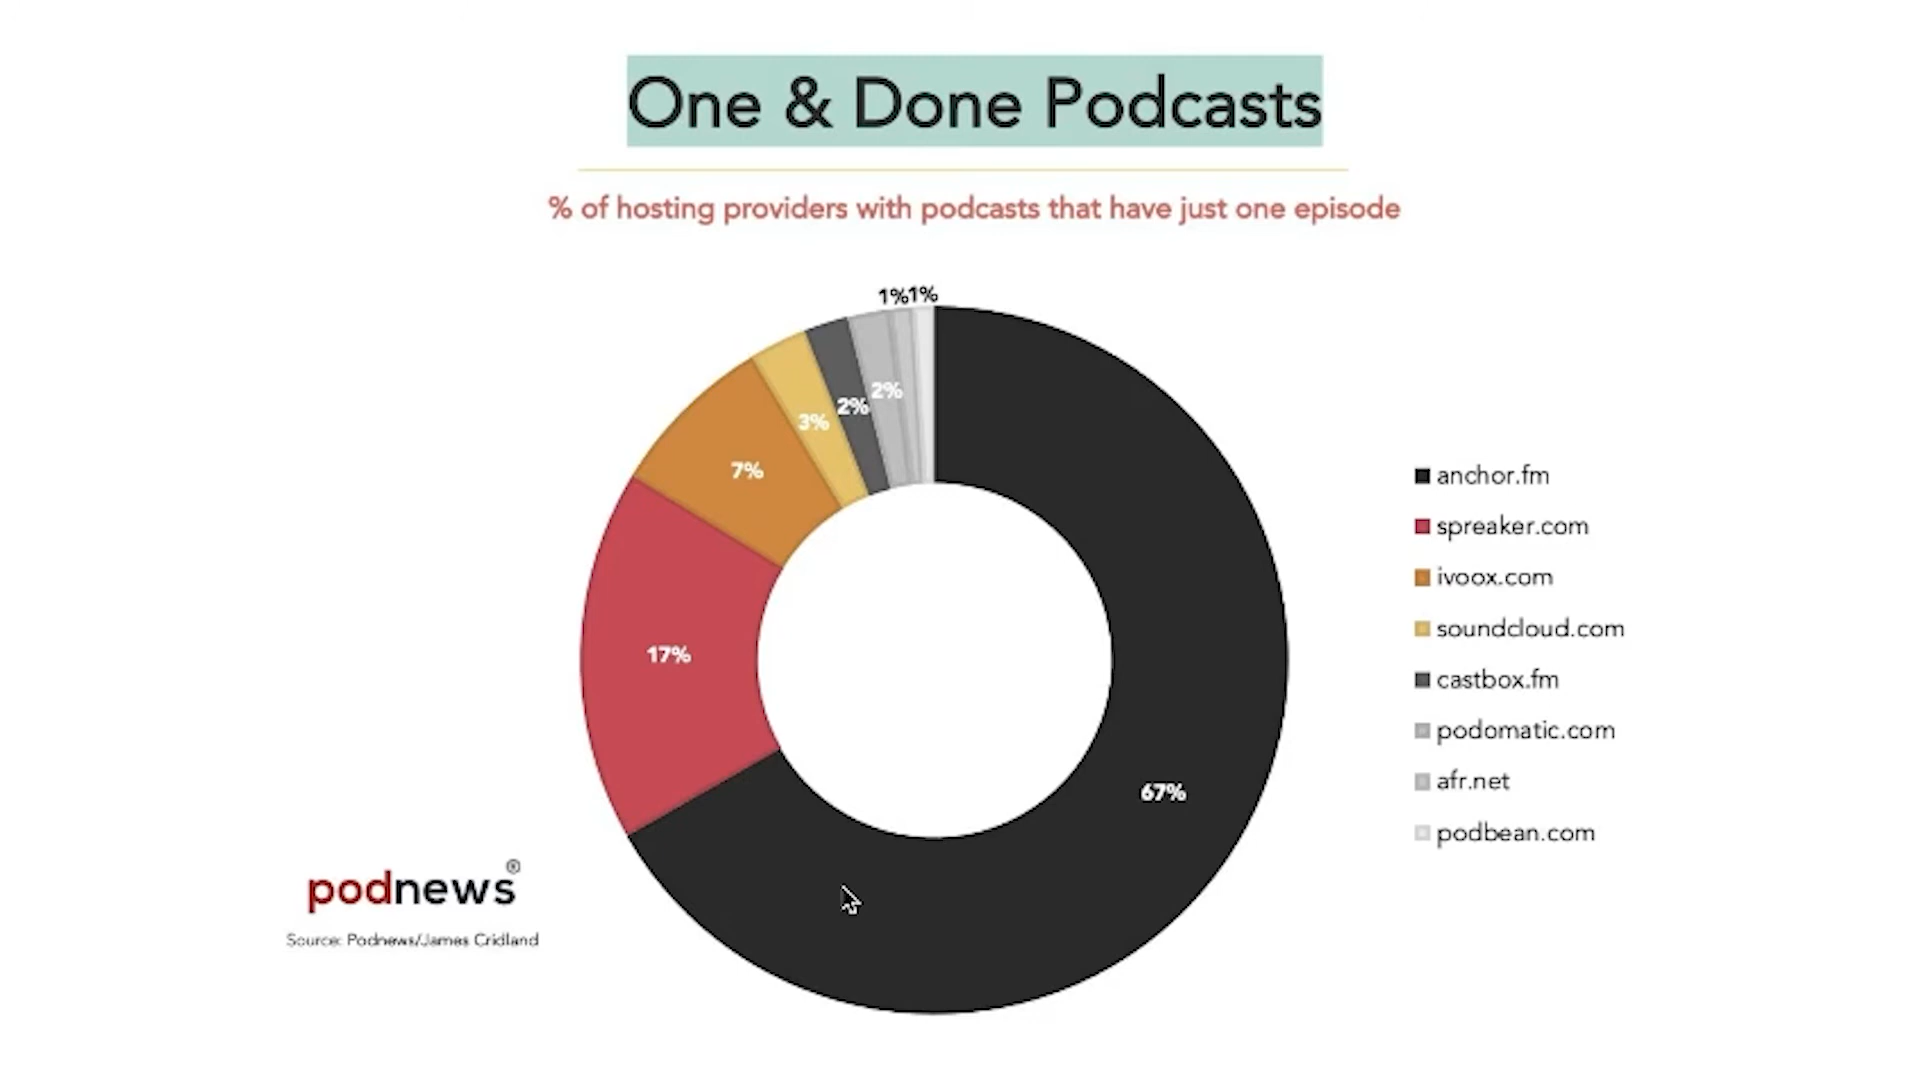 One & Done Podcasts
% of hosting providers with podcasts that have just one episode
1%1%
2%
2%
3%
7%
17%
67%
anchor.fm
spreaker.com
ivoox.com
soundcloud.com
castbox.fm
podomatic.com
afr.net
podbean.com
podnews®
Source: Podnews/James Cridland